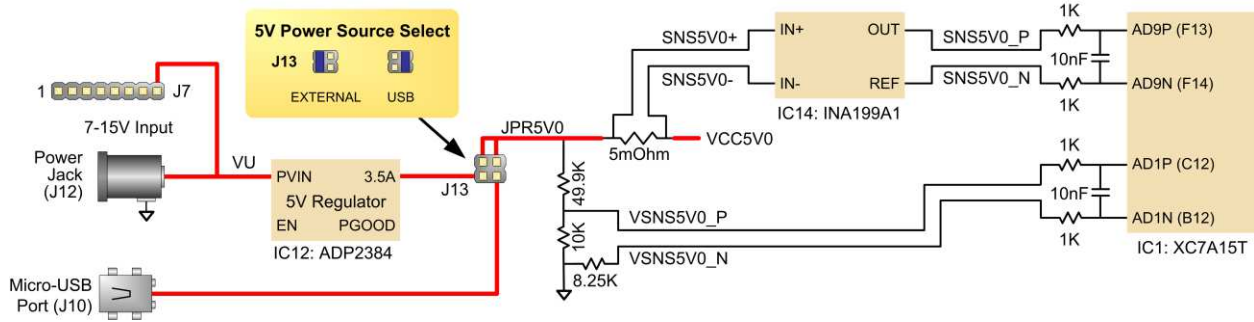 5V Power Source Select
J13
EXTERNAL
USB
1
J7
7-15V Input
Power
Jack
(J12)
VU
PVIN
3.5A
5V Regulator
EN
PGOOD
IC12: ADP2384
J13
Micro-USB
Port (J10)
JPR5V0
5mOhm
VCC5V0
SNS5V0+
SNS5V0-
IN+
OUT
IN-
REF
IC14: INA199A1
SNS5V0_P
SNS5V0_N
1K
10nF
1K
AD9P (F13)
AD9N (F14)
49.9K
10K
8.25K
VSNS5V0_P
VSNS5V0_N
1K
10nF
1K
AD1P (C12)
AD1N (B12)
IC1: XC7A15T